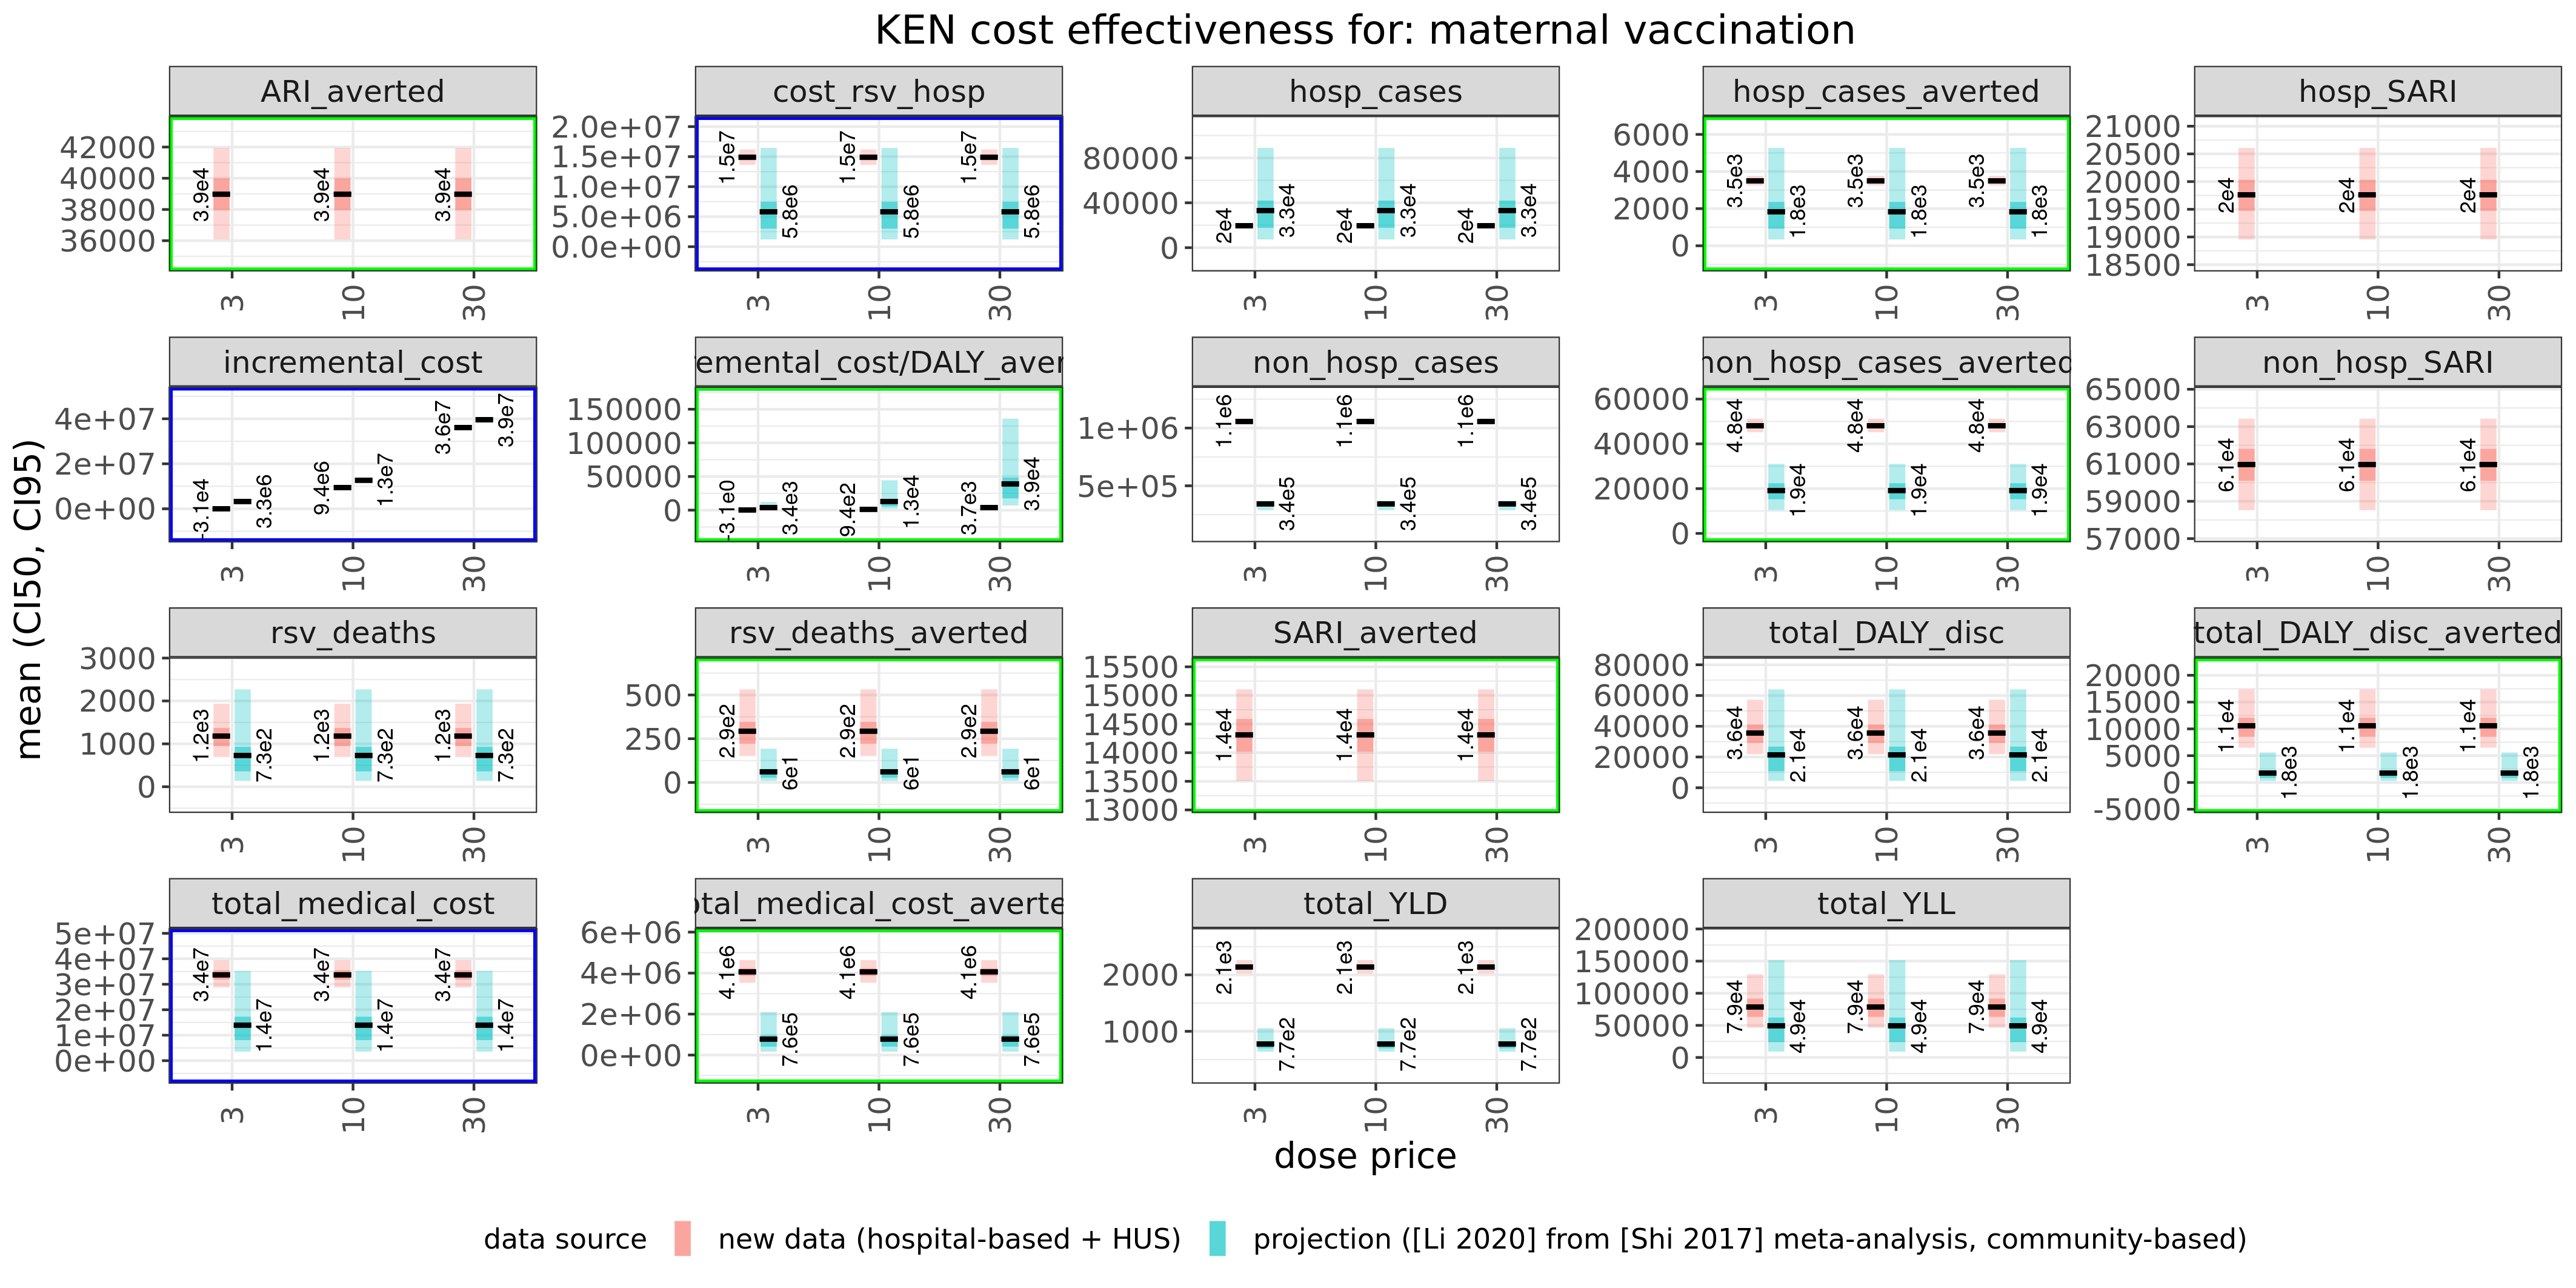 KEN cost effectiveness for: maternal vaccination
mean (CI50, CI95)
ARI_averted
42000
40000
38000
36000
3.9e4 3.9e4 3.9e4
3 10 30
cost_rsv_hosp
2.0e+07
1.5e+07
1.0e+07
5.0e+06
0.0e+00
1.5e7 5.8e6 1.5e7 5.8e6 1.5e7 5.8e6
3 10 30
hosp_cases
80000
40000
0
2e4 3.3e4 2e4 3.3e4 2e4 3.3e4
3 10 30
hosp_cases_averted
6000
4000
2000
0
3.5e3 1.8e3 3.5e3 1.8e3 3.5e3 1.8e3
3 10 30
hosp_SARI
21000
20500
20000
19500
19000
18500
2e4 2e4 2e4
3 10 30
incremental_cost
4e+07
2e+07
0e+00
-3.1e4 3.3e6 9.4e6 1.3e7 3.6e7 3.9e7
3 10 30
remental_cost/DALY_aver
150000
100000
50000
0
-3.1e0 3.4e3 9.4e2 1.3e4 3.7e3 3.9e4
3 10 30
non_hosp_cases
1e+06
5e+05
1.1e6 3.4e5 1.1e6 3.4e5 1.1e6 3.4e5
3 10 30
non_hosp_cases_averted
60000
40000
20000
0
4.8e4 1.9e4 4.8e4 1.9e4 4.8e4 1.9e4
3 10 30
non_hosp_SARI
65000
63000
61000
59000
57000
6.1e4 6.1e4 6.1e4
3 10 30
rsv_deaths
3000
2000
1000
0
1.2e3 7.3e2 1.2e3 7.3e2 1.2e3 7.3e2
3 10 30
rsv_deaths_averted
500
250
0
2.9e2 6e1 2.9e2 6e1 2.9e2 6e1
3 10 30
SARI_averted
15500
15000
14500
14000
13500
13000
1.4e4 1.4e4 1.4e4
3 10 30
total_DALY_disc
80000
60000
40000
20000
0
3.6e4 2.1e4 3.6e4 2.1e4 3.6e4 2.1e4
3 10 30
total_DALY_disc_averted
20000
15000
10000
5000
0
-5000
1.1e4 1.8e3 1.1e4 1.8e3 1.1e4 1.8e3
3 10 30
total_medical_cost
5e+07
4e+07
3e+07
2e+07
1e+07
0e+00
3.4e7 1.4e7 3.4e7 1.4e7 3.4e7 1.4e7
3 10 30
otal_medical_cost_averte
6e+06
4e+06
2e+06
0e+00
4.1e6 7.6e5 4.1e6 7.6e5 4.1e6 7.6e5
3 10 30
total_YLD
2000
1000
2.1e3 7.7e2 2.1e3 7.7e2 2.1e3 7.7e2
3 10 30
total_YLL
200000
150000
100000
50000
0
7.9e4 4.9e4 7.9e4 4.9e4 7.9e4 4.9e4
3 10 30
dose price
data source new data (hospital-based + HUS) projection ([Li 2020] from [Shi 2017] meta-analysis, community-based)